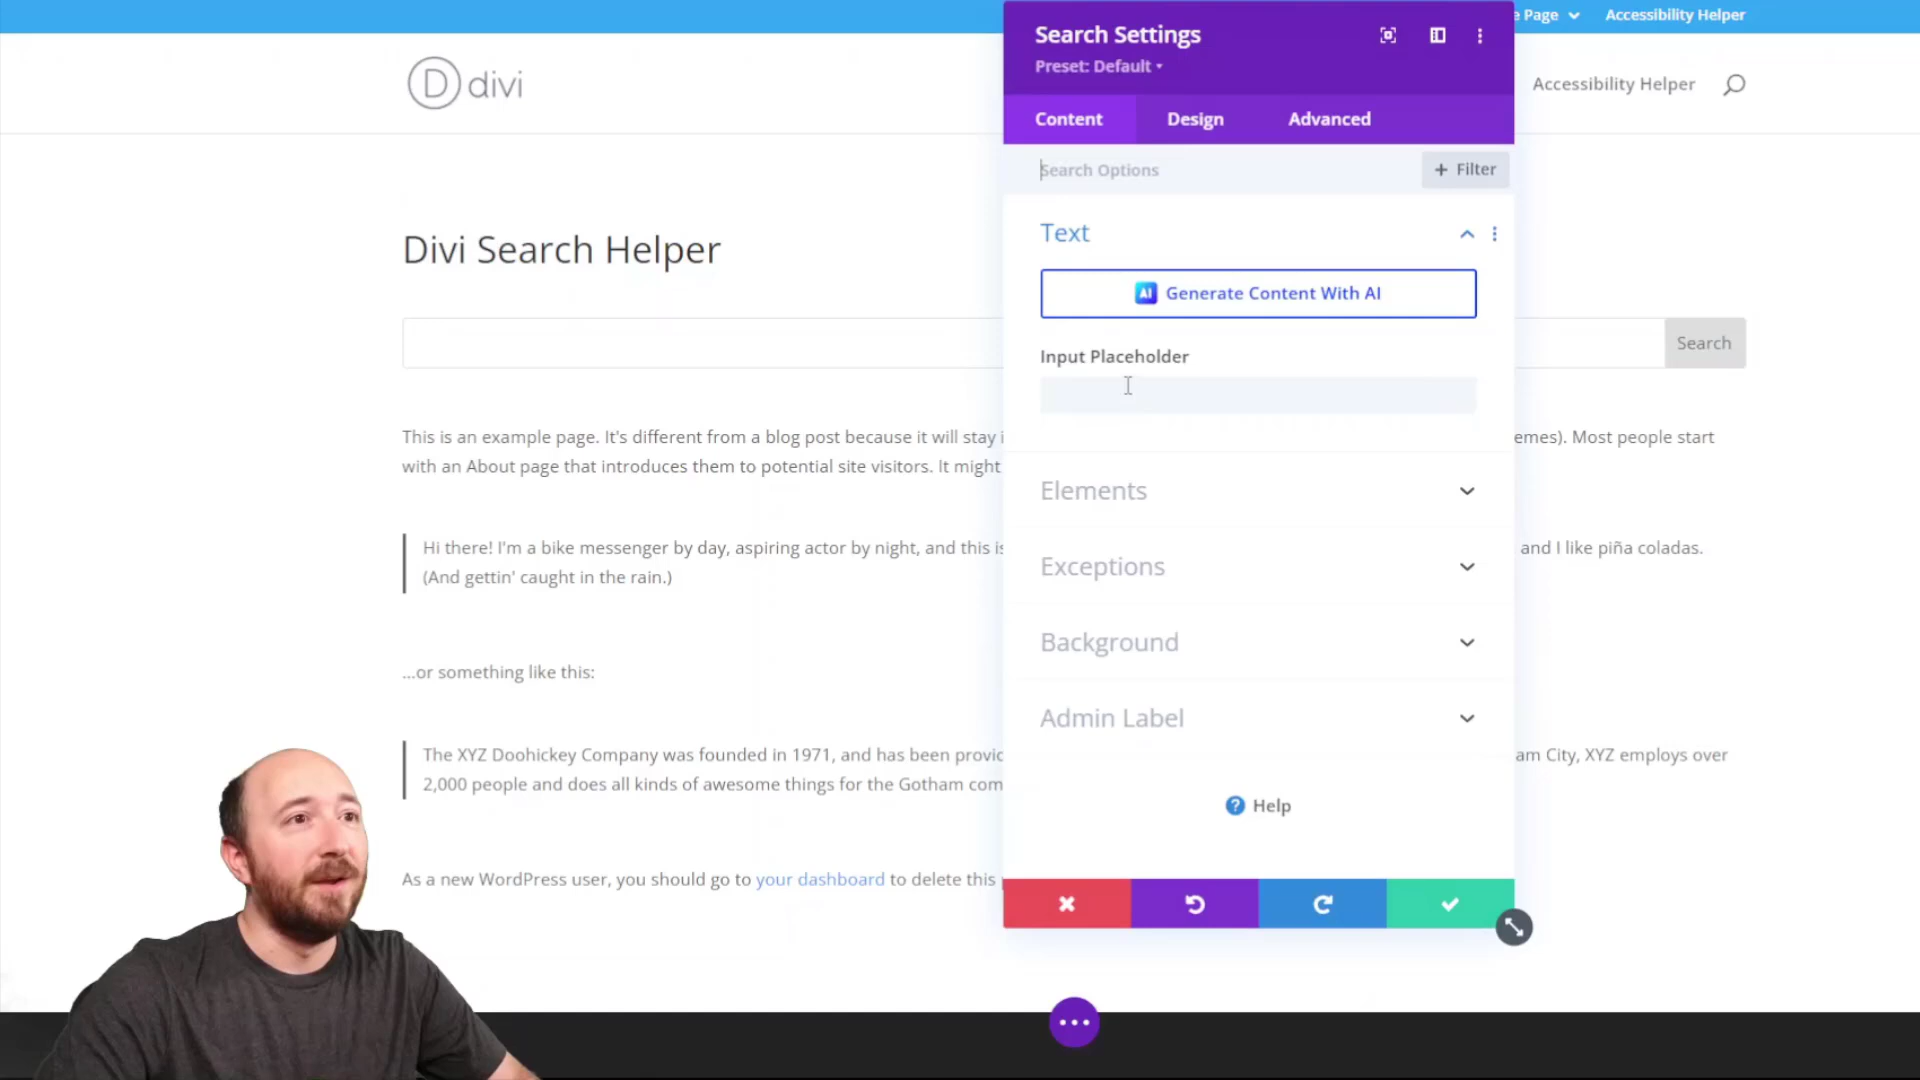 e Page
Accessibility Helper
D divi
Accessibility Helper
Search Settings
Preset: Default
Content
Design
Advanced
Search Options
+ Filter
Text
AI Generate Content With AI
Input Placeholder
Elements
Exceptions
Background
Admin Label
? Help
Divi Search Helper
Search
This is an example page. It's different from a blog post because it will stay i
emes). Most people start
with an About page that introduces them to potential site visitors. It might
Hi there! I'm a bike messenger by day, aspiring actor by night, and this is
and I like piña coladas.
(And gettin' caught in the rain.)
...or something like this:
The XYZ Doohickey Company was founded in 1971, and has been provid
am City, XYZ employs over
2,000 people and does all kinds of awesome things for the Gotham com
As a new WordPress user, you should go to your dashboard to delete this